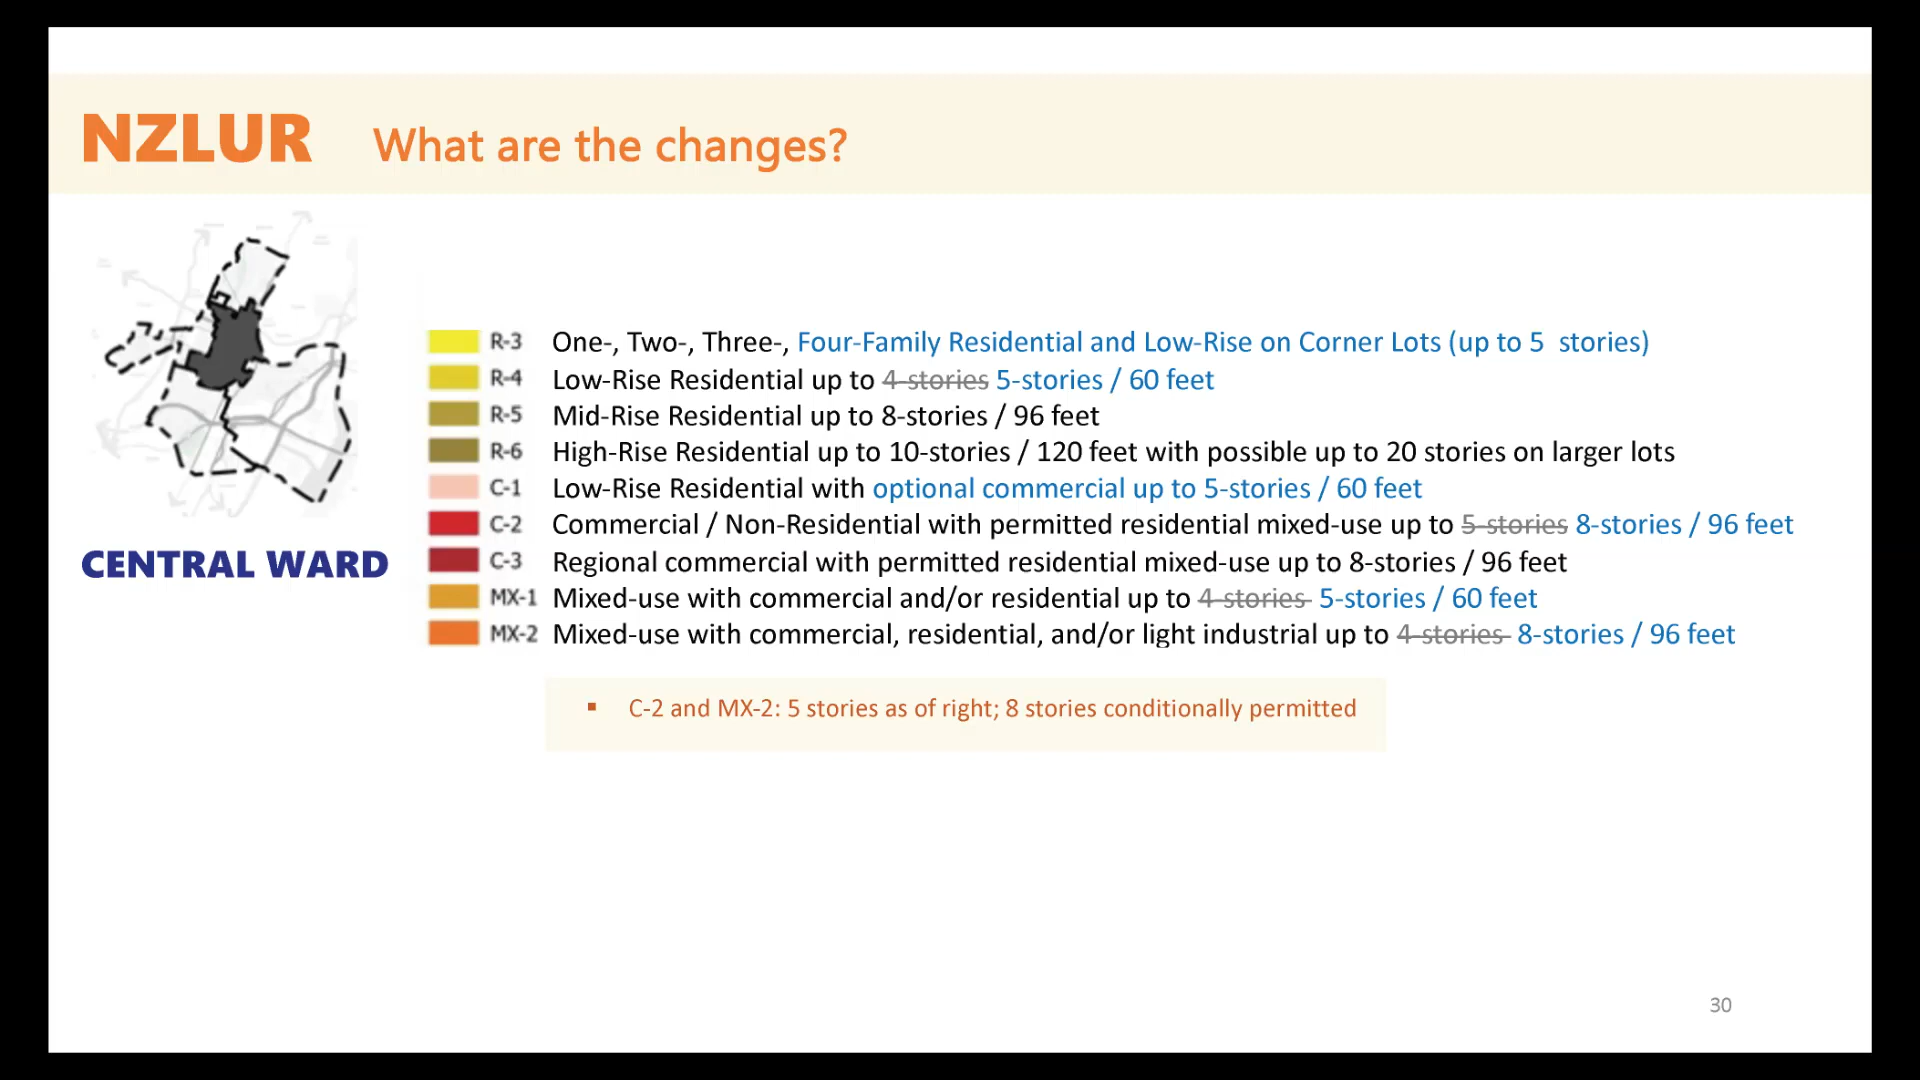 NZLUR What are the changes?
R-3 One-, Two-, Three-, Four-Family Residential and Low-Rise on Corner Lots (up to 5 stories)
R-4 Low-Rise Residential up to 4-stories 5-stories / 60 feet
R-5 Mid-Rise Residential up to 8-stories / 96 feet
R-6 High-Rise Residential up to 10-stories / 120 feet with possible up to 20 stories on larger lots
C-1 Low-Rise Residential with optional commercial up to 5-stories / 60 feet
C-2 Commercial / Non-Residential with permitted residential mixed-use up to 5-stories 8-stories / 96 feet
CENTRAL WARD
C-3 Regional commercial with permitted residential mixed-use up to 8-stories / 96 feet
MX-1 Mixed-use with commercial and/or residential up to 4-stories 5-stories / 60 feet
MX-2 Mixed-use with commercial, residential, and/or light industrial up to 4-stories 8-stories / 96 feet
▪ C-2 and MX-2: 5 stories as of right; 8 stories conditionally permitted
30